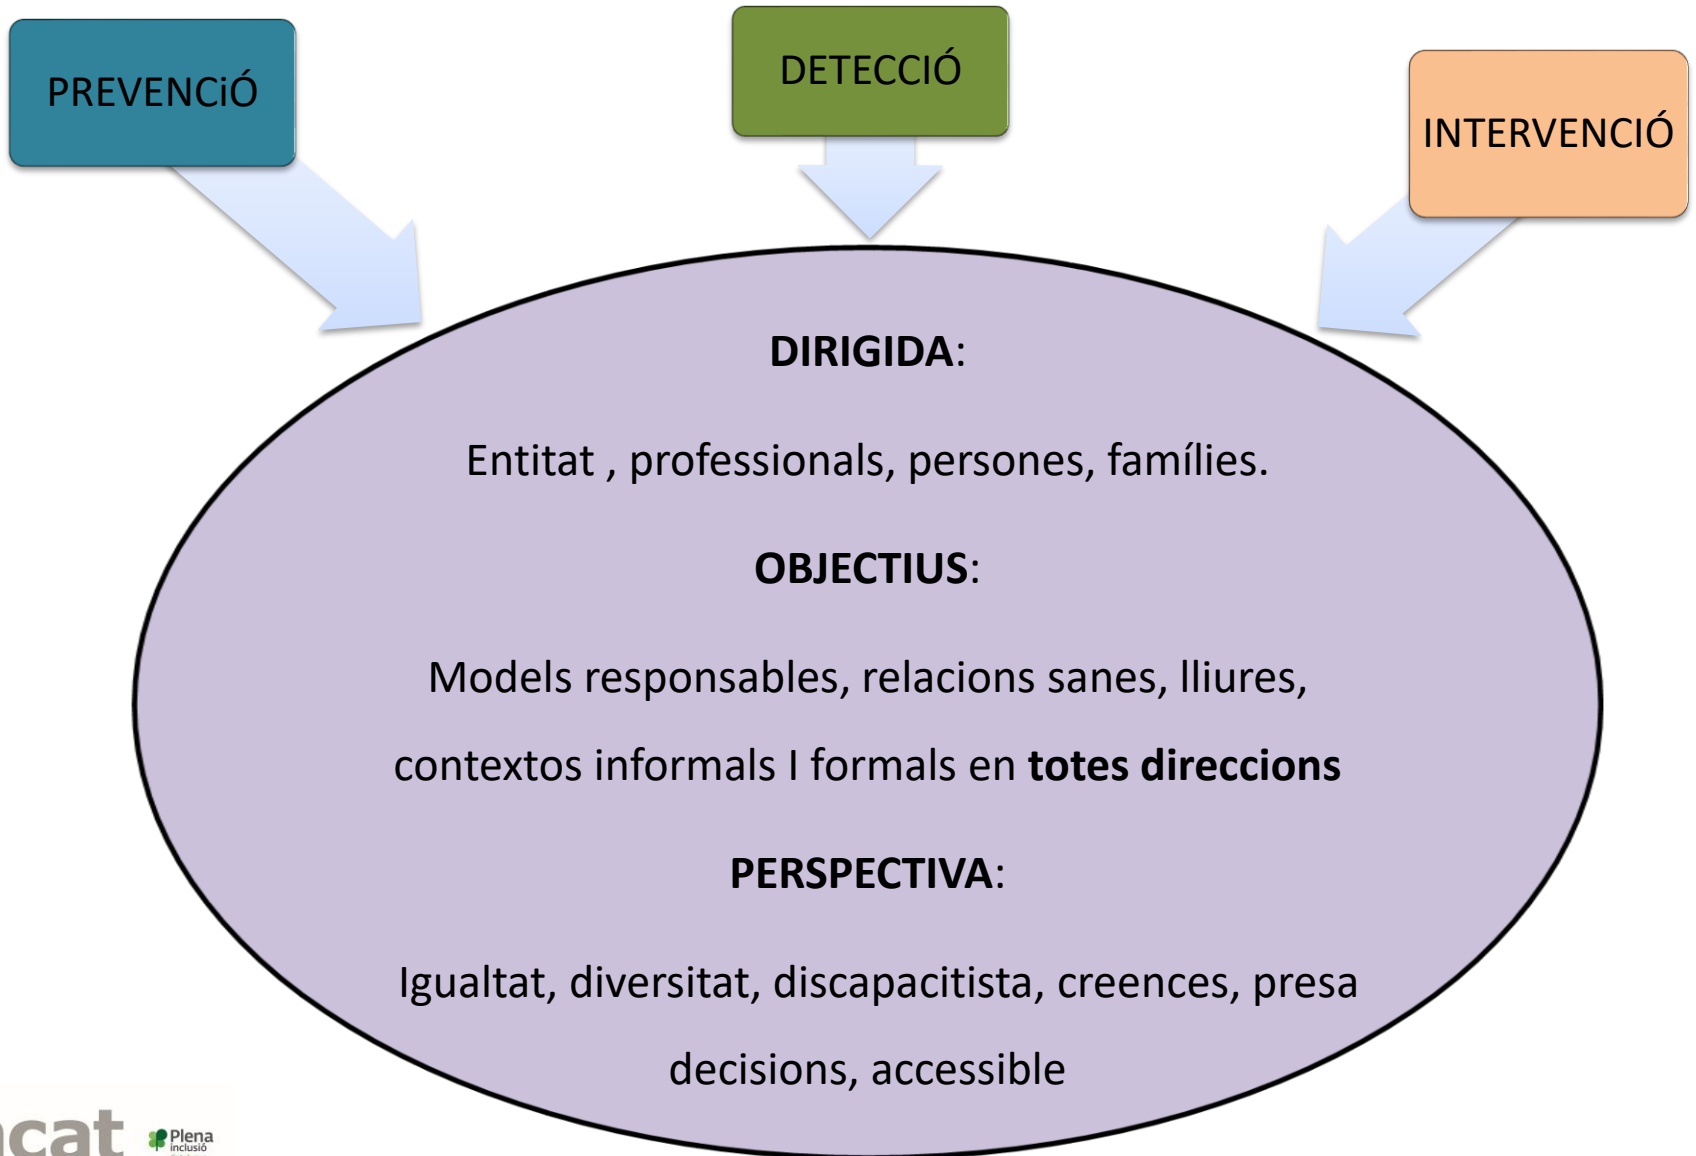 PREVENCiÓ
DETECCIÓ
INTERVENCIÓ
DIRIGIDA:
Entitat , professionals, persones, famílies.
OBJECTIUS:
Models responsables, relacions sanes, lliures,
contextos informals I formals en totes direccions
PERSPECTIVA:
Igualtat, diversitat, discapacitista, creences, presa
decisions, accessible
cat
Plena
inclusió